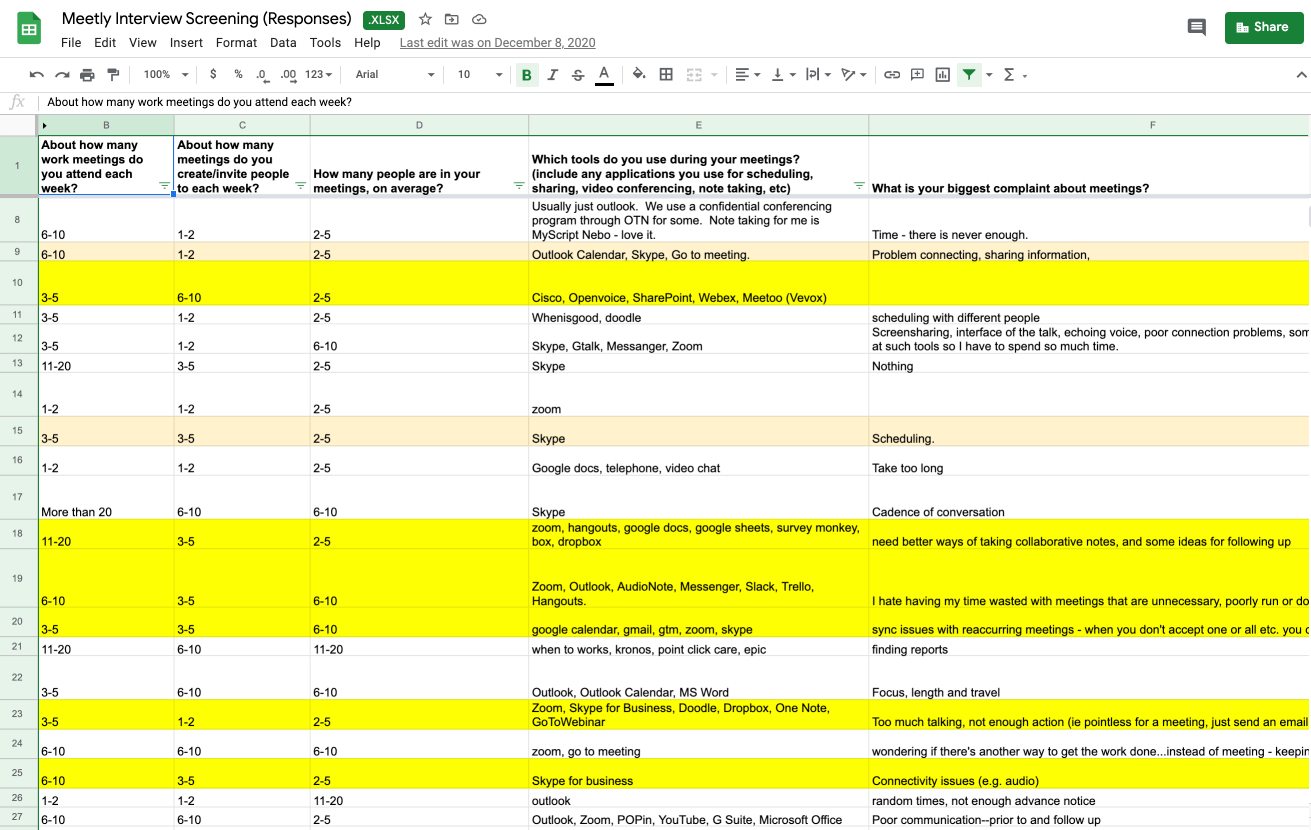 Meetly Interview Screening (Responses) .XLSX
File Edit View Insert Format Data Tools Help Last edit was on December 8, 2020
Share
100% $ % .0 .00 123 Arial 10 B I S A Σ
fx About how many work meetings do you attend each week?
B C D E F
1
About how many
work meetings do
you attend each
week?
About how many
meetings do you
create/invite people
to each week?
How many people are in your
meetings, on average?
Which tools do you use during your meetings?
(include any applications you use for scheduling,
sharing, video conferencing, note taking, etc)
What is your biggest complaint about meetings?
8 6-10 1-2 2-5
Usually just outlook. We use a confidential conferencing
program through OTN for some. Note taking for me is
MyScript Nebo - love it.
Time - there is never enough.
9 6-10 1-2 2-5 Outlook Calendar, Skype, Go to meeting. Problem connecting, sharing information,
10 3-5 6-10 2-5 Cisco, Openvoice, SharePoint, Webex, Meetoo (Vevox)
11 3-5 1-2 2-5 Whenisgood, doodle scheduling with different people
12 3-5 1-2 6-10 Skype, Gtalk, Messanger, Zoom
Screensharing, interface of the talk, echoing voice, poor connection problems, som
at such tools so I have to spend so much time.
13 11-20 3-5 2-5 Skype Nothing
14 1-2 1-2 2-5 zoom
15 3-5 3-5 2-5 Skype Scheduling.
16 1-2 1-2 2-5 Google docs, telephone, video chat Take too long
17 More than 20 6-10 6-10 Skype Cadence of conversation
18 11-20 3-5 2-5
zoom, hangouts, google docs, google sheets, survey monkey,
box, dropbox
need better ways of taking collaborative notes, and some ideas for following up
19 6-10 3-5 6-10
Zoom, Outlook, AudioNote, Messenger, Slack, Trello,
Hangouts.
I hate having my time wasted with meetings that are unnecessary, poorly run or do
20 3-5 3-5 6-10 google calendar, gmail, gtm, zoom, skype sync issues with reaccurring meetings - when you don't accept one or all etc. you c
21 11-20 6-10 11-20 when to works, kronos, point click care, epic finding reports
22 3-5 6-10 6-10 Outlook, Outlook Calendar, MS Word Focus, length and travel
23 3-5 1-2 2-5
Zoom, Skype for Business, Doodle, Dropbox, One Note,
GoToWebinar
Too much talking, not enough action (ie pointless for a meeting, just send an email
24 6-10 6-10 6-10 zoom, go to meeting wondering if there's another way to get the work done...instead of meeting - keepin
25 6-10 3-5 2-5 Skype for business Connectivity issues (e.g. audio)
26 1-2 1-2 11-20 outlook random times, not enough advance notice
27 6-10 6-10 2-5 Outlook, Zoom, POPin, YouTube, G Suite, Microsoft Office Poor communication--prior to and follow up